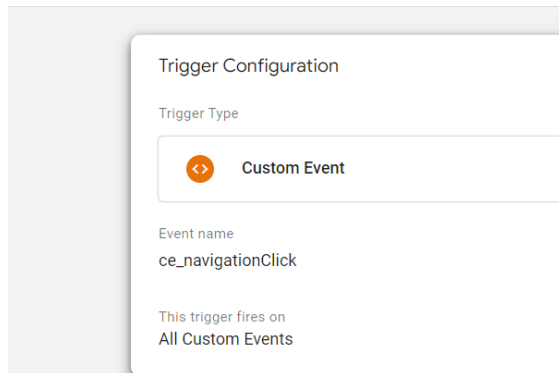 Trigger Configuration
Trigger Type
Custom Event
Event name
ce_navigationClick
This trigger fires on
All Custom Events